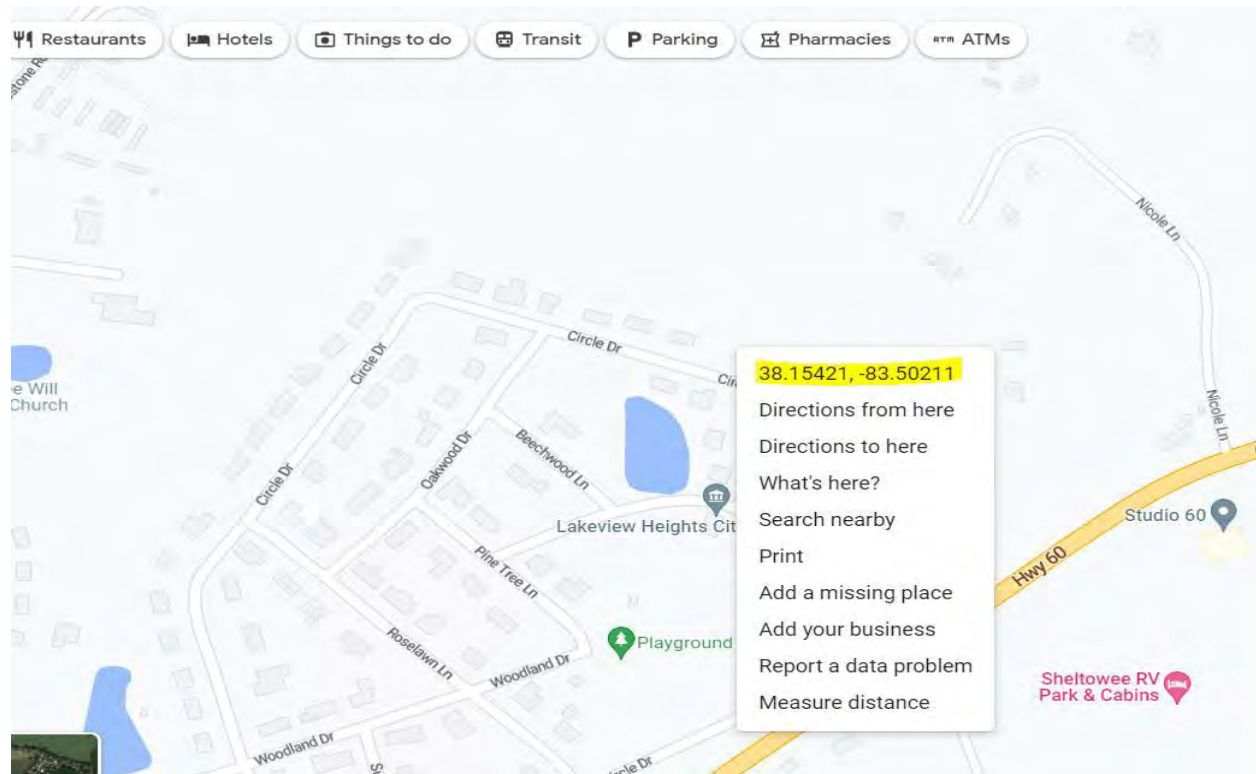 Restaurants
Hotels
Things to do
Transit
Parking
Pharmacies
ATM ATMs
Nicole Ln
Circle Dr
Circle Dr
38.15421, -83.50211
e Will
Church
Directions from here
Nicole Ln
Oakwood Dr
Beechwood Ln
Directions to here
Circle Dr
What's here?
Lakeview Heights Cit
Search nearby
Studio 60
Pine Tree Ln
Print
Hwy 60
Add a missing place
Roselawn Ln
Playground
Add your business
Woodland Dr
Report a data problem
Sheltowee RV
Park & Cabins
Measure distance
Woodland Dr